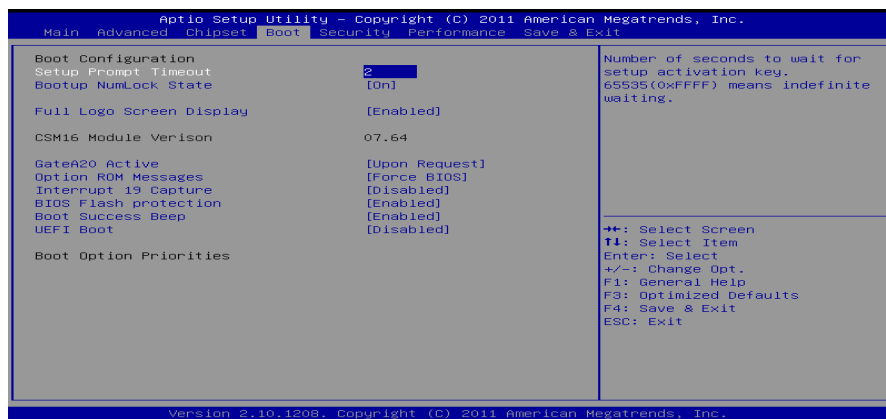 Aptio Setup Utility – Copyright (C) 2011 American Megatrends, Inc.
Main Advanced Chipset Boot Security Performance Save & Exit
Boot Configuration
Setup Prompt Timeout 2
Bootup NumLock State [On]
Full Logo Screen Display [Enabled]
CSM16 Module Verison 07.64
GateA20 Active [Upon Request]
Option ROM Messages [Force BIOS]
Interrupt 19 Capture [Disabled]
BIOS Flash protection [Enabled]
Boot Success Beep [Enabled]
UEFI Boot [Disabled]
Boot Option Priorities
Number of seconds to wait for
setup activation key.
65535(0xFFFF) means indefinite
waiting.
→←: Select Screen
↑↓: Select Item
Enter: Select
+/-: Change Opt.
F1: General Help
F3: Optimized Defaults
F4: Save & Exit
ESC: Exit
Version 2.10.1208. Copyright (C) 2011 American Megatrends, Inc.